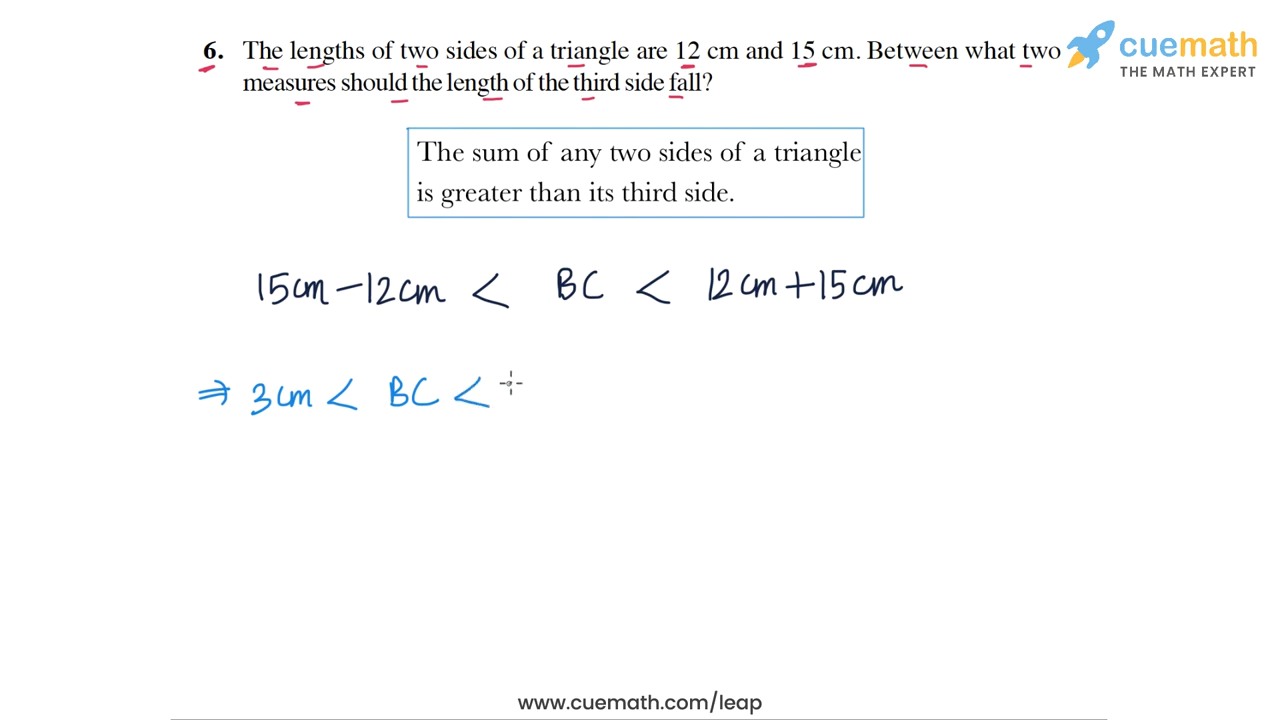 6. The lengths of two sides of a triangle are 12 cm and 15 cm. Between what two
measures should the length of the third side fall?
cuemath
THE MATH EXPERT
The sum of any two sides of a triangle
is greater than its third side.
15cm - 12cm < BC < 12cm + 15cm
⇒ 3cm < BC <
www.cuemath.com/leap